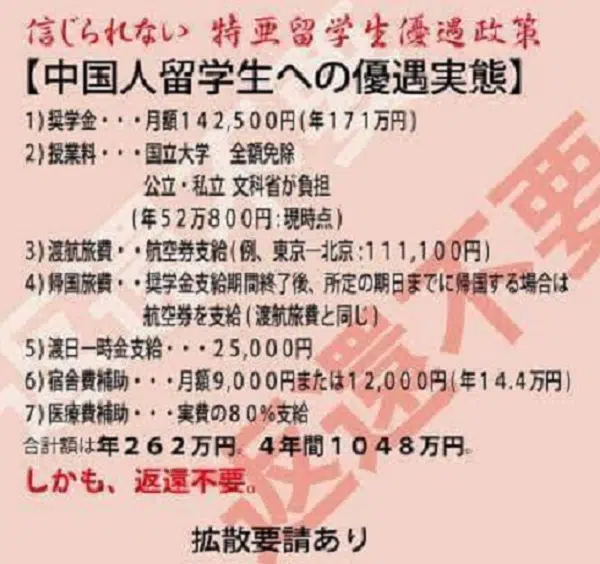 信じられない 特亜留学生優遇政策
【中国人留学生への優遇実態】
1)奨学金・・・月額142,500円(年171万円)
2)授業料・・・国立大学 全額免除
公立・私立 文科省が負担
(年52万800円:現時点)
3)渡航旅費・・航空券支給(例、東京―北京:111,100円)
4)帰国旅費・・奨学金支給期間終了後、所定の期日までに帰国する場合は
航空券を支給(渡航旅費と同じ)
5)渡日一時金支給・・・25,000円
6)宿舎費補助・・・月額9,000円または12,000円(年14.4万円)
7)医療費補助・・・実費の80%支給
合計額は年262万円。4年間1048万円。
しかも、返還不要。
拡散要請あり
返還不要
返還不要